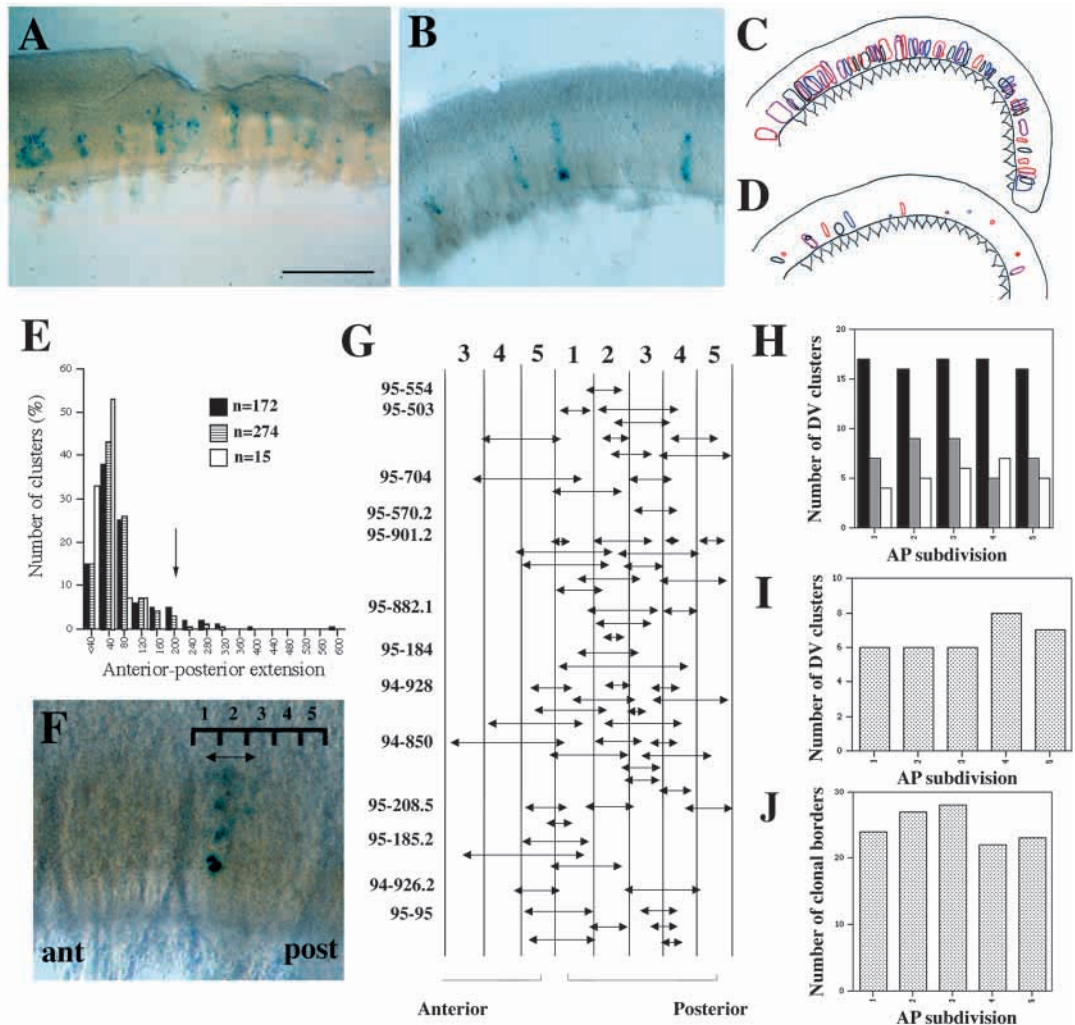 A
B
C
D
E
Number of clusters (%)
60
50
40
30
20
10
0
n=172
n=274
n=15
<40
40
80
120
160
200
240
280
320
400
440
480
520
560
600
Anterior-posterior extension
F
1 2 3 4 5
ant post
G
3 4 5 1 2 3 4 5
95-554
95-503
95-704
95-570.2
95-901.2
95-882.1
95-184
94-928
94-850
95-208.5
95-185.2
94-926.2
95-95
Anterior Posterior
H
Number of DV clusters
20
15
10
5
0
1 2 3 4 5
AP subdivision
I
Number of DV clusters
10
8
6
4
2
0
1 2 3 4 5
AP subdivision
J
Number of clonal borders
30
20
10
0
1 2 3 4 5
AP subdivision